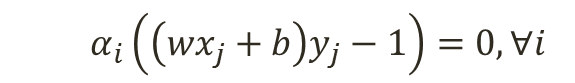 αᵢ((wxⱼ + b)yⱼ − 1) = 0, ∀i